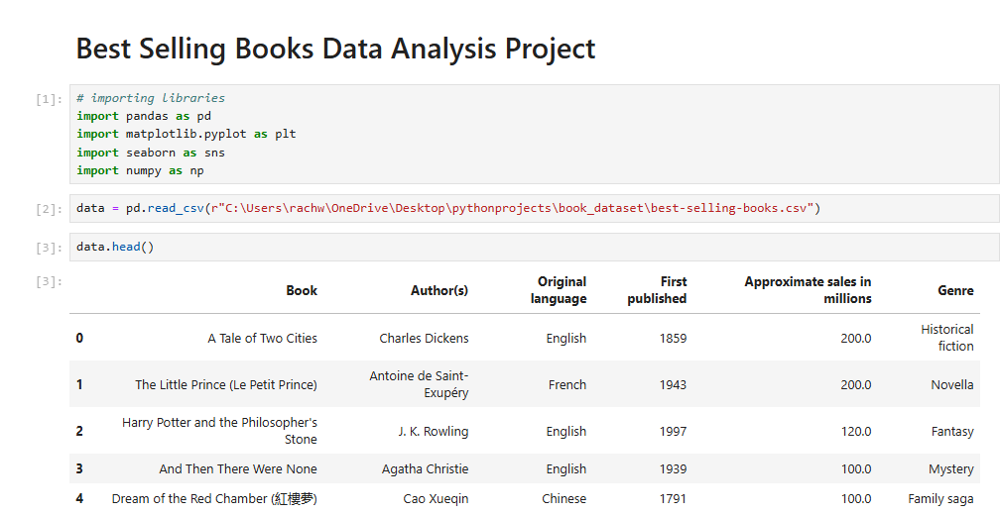 Best Selling Books Data Analysis Project
[1]: # importing libraries
import pandas as pd
import matplotlib.pyplot as plt
import seaborn as sns
import numpy as np
[2]: data = pd.read_csv(r"C:\Users\rachw\OneDrive\Desktop\pythonprojects\book_dataset\best-selling-books.csv")
[3]: data.head()
[3]:
Book Author(s) Original language First published Approximate sales in millions Genre
0 A Tale of Two Cities Charles Dickens English 1859 200.0 Historical fiction
1 The Little Prince (Le Petit Prince) Antoine de Saint-Exupéry French 1943 200.0 Novella
2 Harry Potter and the Philosopher's Stone J. K. Rowling English 1997 120.0 Fantasy
3 And Then There Were None Agatha Christie English 1939 100.0 Mystery
4 Dream of the Red Chamber (紅樓夢) Cao Xueqin Chinese 1791 100.0 Family saga